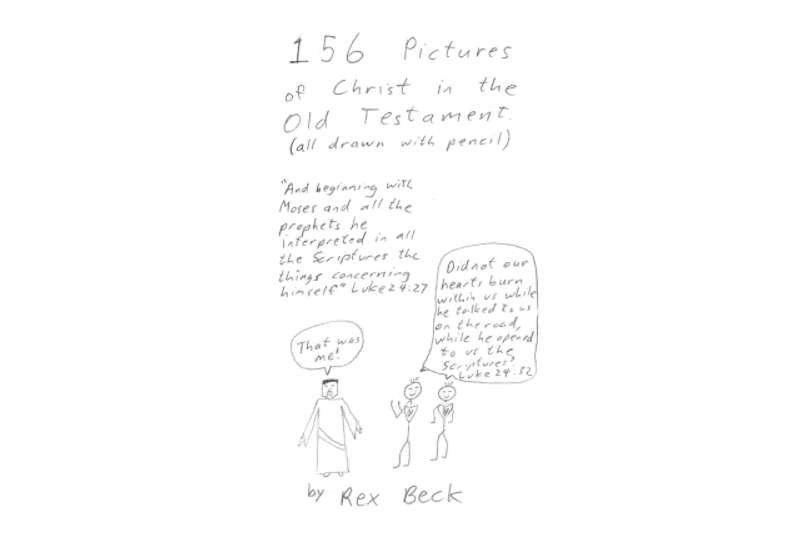 156 Pictures
of Christ in the
Old Testament.
(all drawn with pencil)
"And beginning with
Moses and all the
prophets he
interpreted in all
the Scriptures the
things concerning
himself" Luke 24:27
Did not our
hearts burn
within us while
he talked to us
on the road,
while he opened
to us the
Scriptures?
Luke 24:32
That was
me!
by Rex Beck